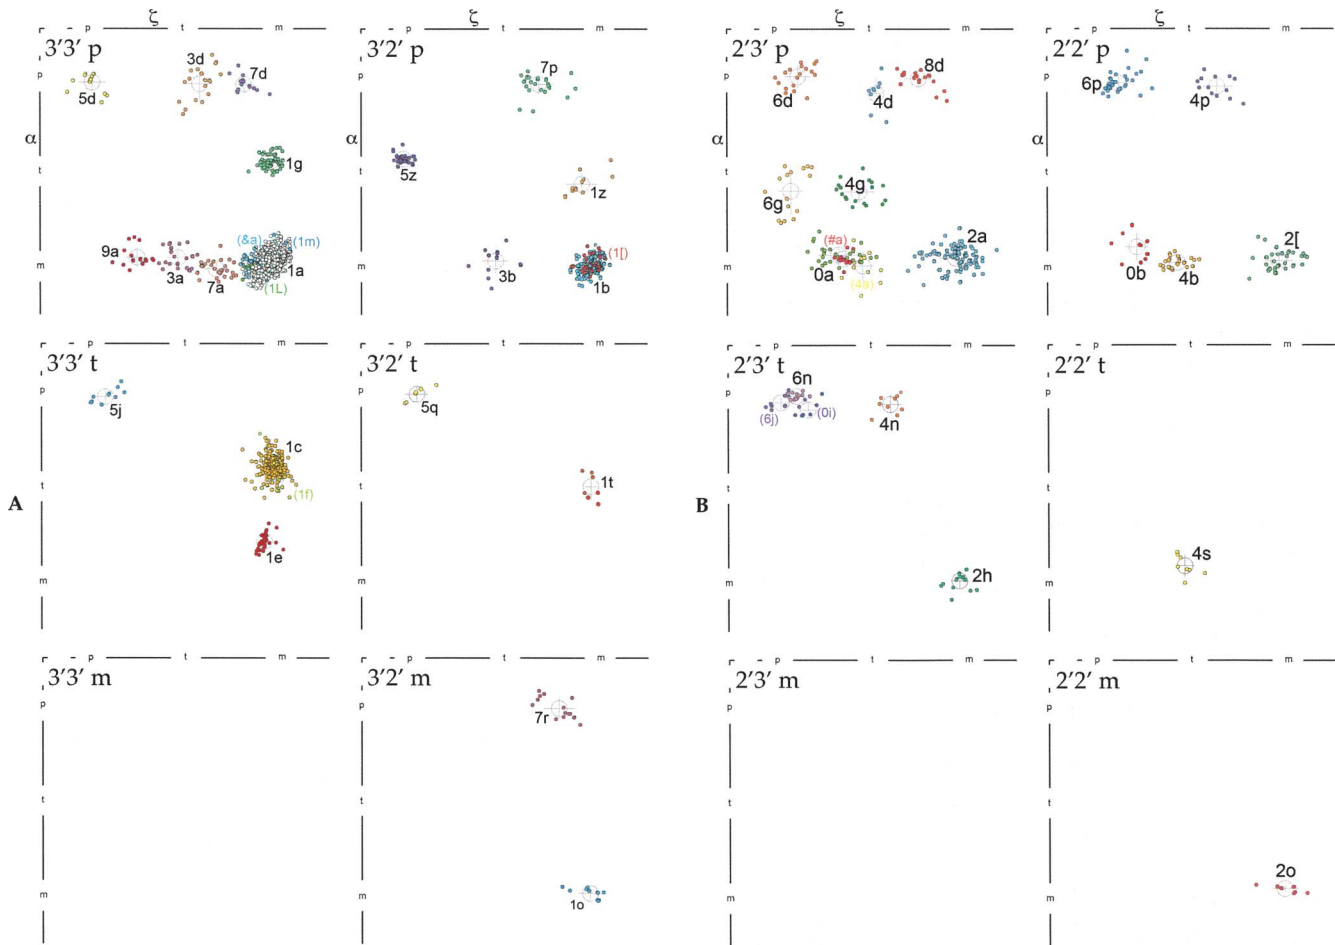 ζ ζ ζ ζ
p t m p t m p t m p t m
3'3' p 3'2' p 2'3' p 2'2' p
p p p p
5d 3d 7d 7p 6d 4d 8d 6p 4p
α α α α
t t t t
1g 5z 1z 6g 4g
(&a) (1m) (1[) (#a) 2a
9a 3a 7a 1a 3b 1b 0a 0b 4b 2[
(1L) (4a)
m m m m
p t m p t m p t m p t m
3'3' t 3'2' t 2'3' t 2'2' t
p p p p
5j 5q 6n
(6j) (0i) 4n
1c
t t t t
(1f) 1t
A B
1e 4s
2h
m m m m
p t m p t m p t m p t m
3'3' m 3'2' m 2'3' m 2'2' m
p p p p
7r
t t t t
m m m m
1o 2o